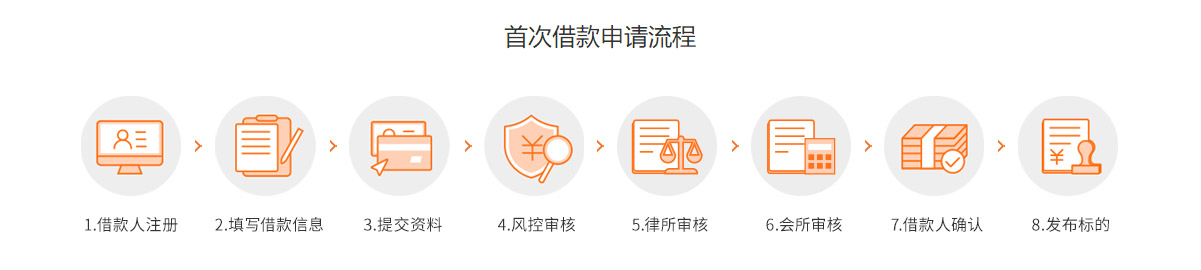 首次借款申请流程
1.借款人注册
2.填写借款信息
3.提交资料
4.风控审核
5.律所审核
6.会所审核
7.借款人确认
8.发布标的